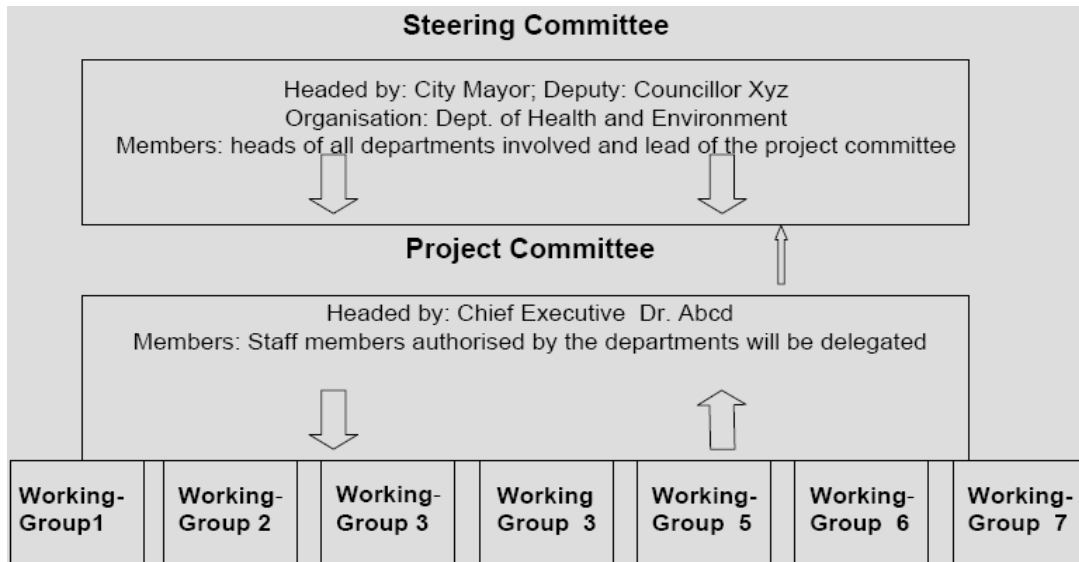 Steering Committee
Headed by: City Mayor; Deputy: Councillor Xyz
Organisation: Dept. of Health and Environment
Members: heads of all departments involved and lead of the project committee
Project Committee
Headed by: Chief Executive  Dr. Abcd
Members: Staff members authorised by the departments will be delegated
Working-
Group1
Working-
Group 2
Working-
Group 3
Working
Group  3
Working-
Group  5
Working-
Group  6
Working-
Group  7